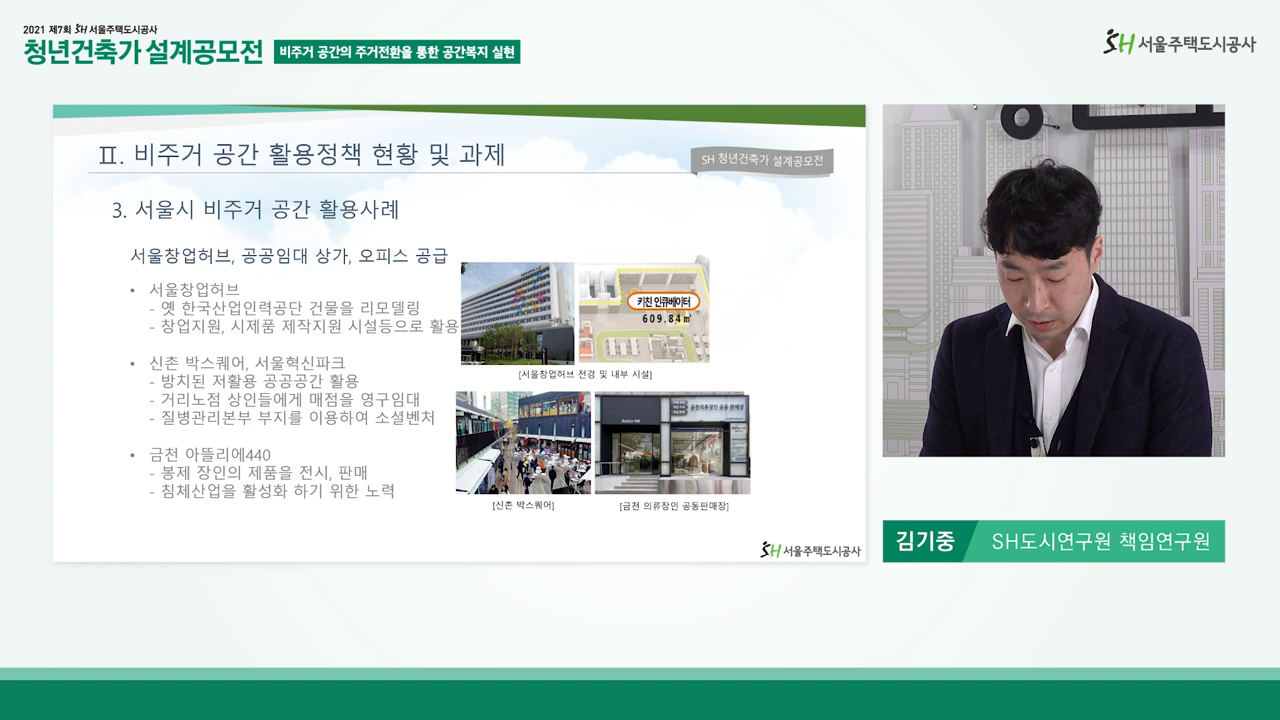 2021 제7회 SH 서울주택도시공사
청년건축가 설계공모전 비주거 공간의 주거전환을 통한 공간복지 실현
SH 서울주택도시공사
Ⅱ. 비주거 공간 활용정책 현황 및 과제
SH 청년건축가 설계공모전
3. 서울시 비주거 공간 활용사례
서울창업허브, 공공임대 상가, 오피스 공급
• 서울창업허브
- 옛 한국산업인력공단 건물을 리모델링
- 창업지원, 시제품 제작지원 시설등으로 활용
키친 인큐베이터
609.84㎡
[서울창업허브 전경 및 내부 시설]
• 신촌 박스퀘어, 서울혁신파크
- 방치된 저활용 공공공간 활용
- 거리노점 상인들에게 매점을 영구임대
- 질병관리본부 부지를 이용하여 소셜벤처
• 금천 아뜰리에440
- 봉제 장인의 제품을 전시, 판매
- 침체산업을 활성화 하기 위한 노력
금천의류장인 공동 판매장
[신촌 박스퀘어]
[금천 의류장인 공동판매장]
SH 서울주택도시공사
김기중 SH도시연구원 책임연구원